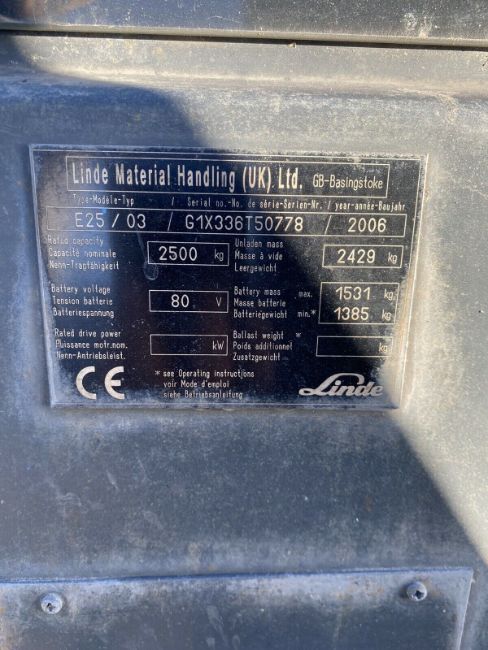 Linde Material Handling (UK) Ltd. GB-Basingstoke
Type-Modèle-Typ / Serial no.-No. de série-Serien-Nr. / year-année-Baujahr
E25 / 03 / G1X336T50778 / 2006
Rated capacity
Capacité nominale 2500 kg
Nenn-Tragfähigkeit
Unladen mass
Masse à vide 2429 kg
Leergewicht
Battery voltage
Tension batterie 80 V
Batteriespannung
Battery mass max. 1531 kg
Masse batterie
Batteriegewicht min.* 1385 kg
Rated drive power
Puissance motr.nom. kW
Nenn-Antriebsleist.
Ballast weight *
Poids additionnel kg
Zusatzgewicht
CE
* see Operating instructions
voir Mode d'emploi
siehe Betriebsanleitung
Linde